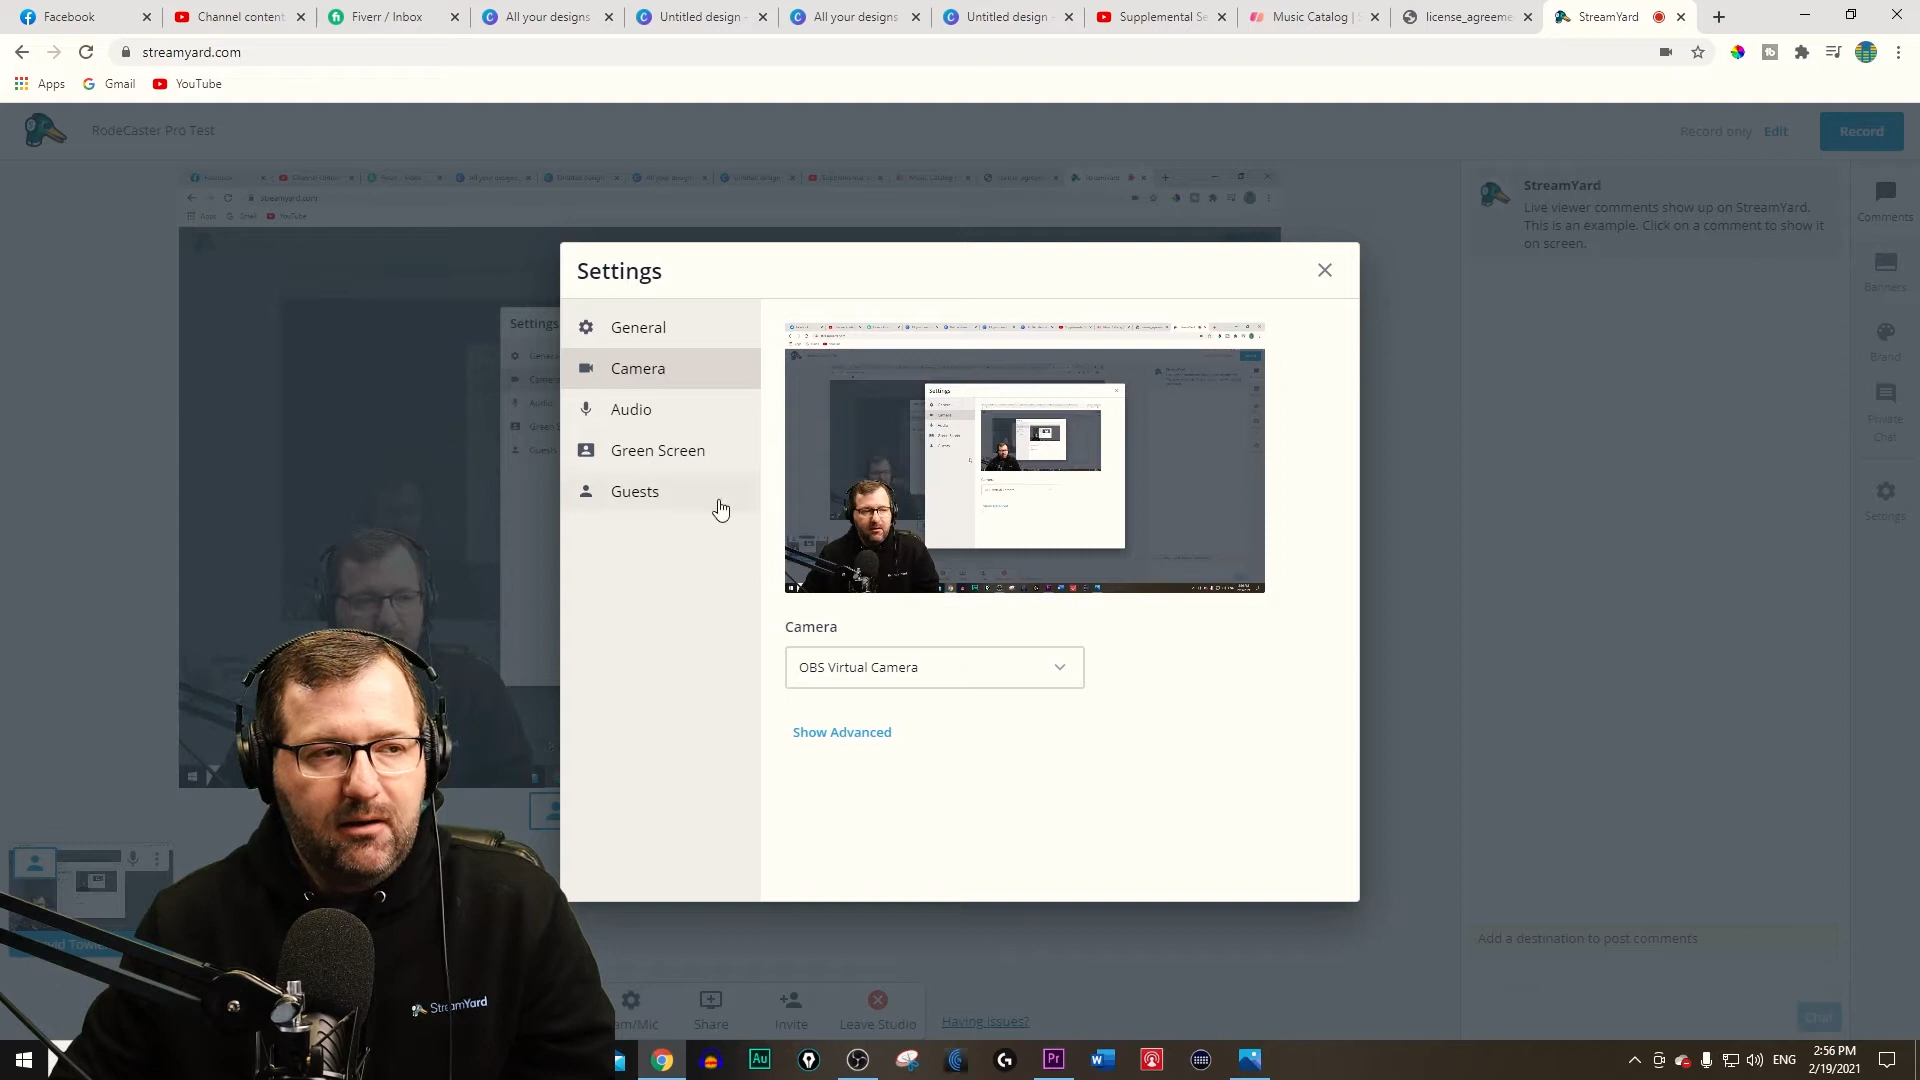 Facebook
Channel content
Fiverr / Inbox
All your designs
Untitled design
All your designs
Untitled design
Supplemental Se
Music Catalog | S
license_agreeme
StreamYard
streamyard.com
Apps
Gmail
YouTube
RodeCaster Pro Test
Record only
Edit
Record
StreamYard
Live viewer comments show up on StreamYard.
This is an example. Click on a comment to show it
on screen.
Comments
Banners
Brand
Private
Chat
Settings
Settings
General
Camera
Audio
Green Screen
Guests
Camera
OBS Virtual Camera
Show Advanced
StreamYard
Add a destination to post comments
Chat
Share
Invite
Leave Studio
Having issues?
ENG
2:56 PM
2/19/2021